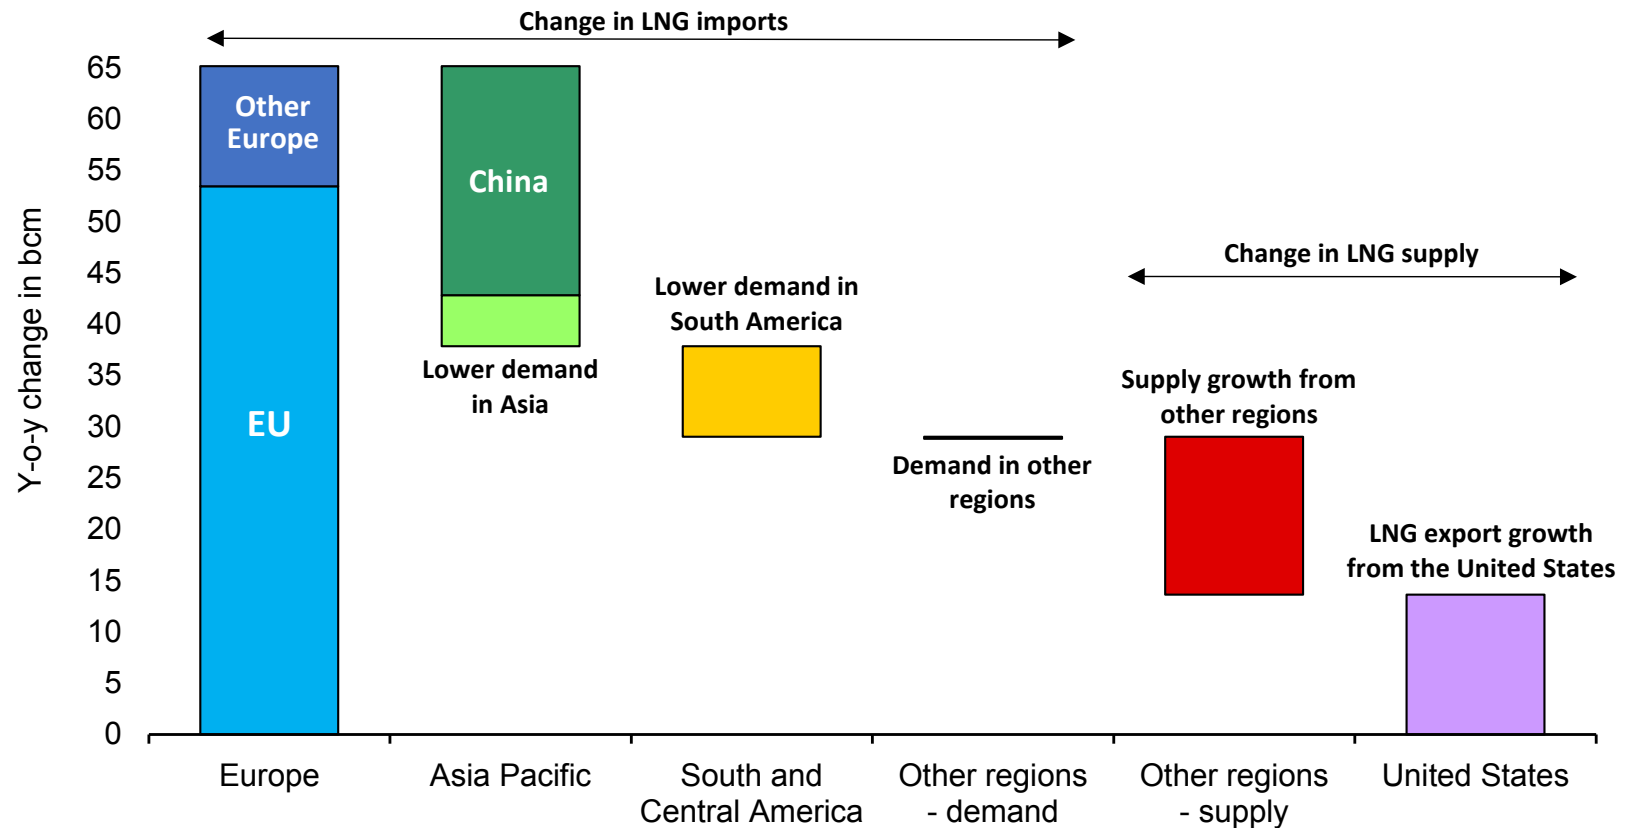 Change in LNG imports
65
60
55
50
45
40
35
30
25
20
15
10
5
0
Y-o-y change in bcm
Other
Europe
EU
China
Lower demand
in Asia
Lower demand in
South America
Demand in other
regions
Change in LNG supply
Supply growth from
other regions
LNG export growth
from the United States
Europe
Asia Pacific
South and
Central America
Other regions
- demand
Other regions
- supply
United States